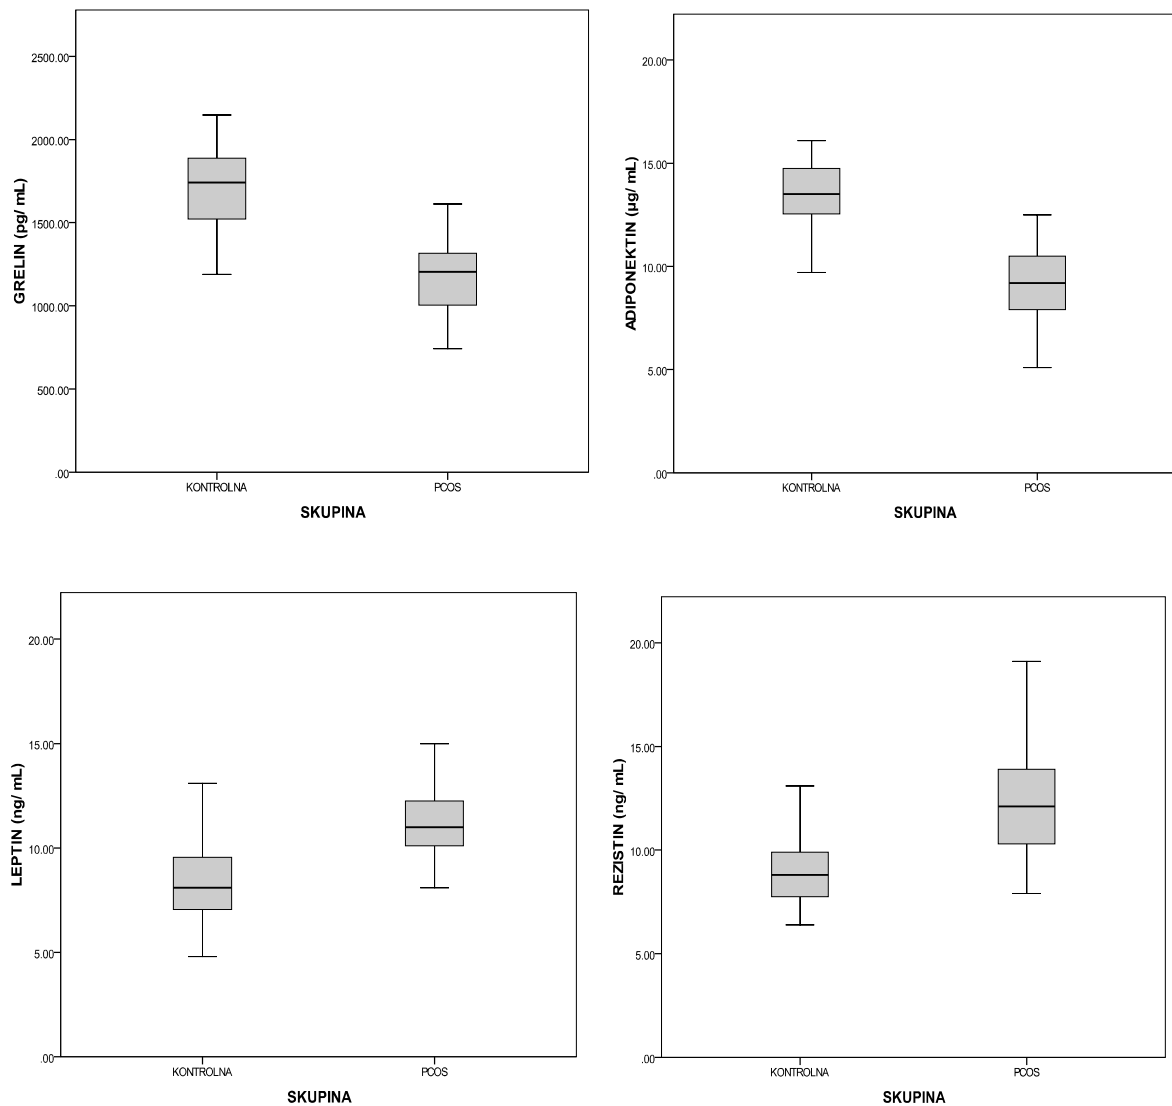 GRELIN (pg/ mL)
2500.00
2000.00
1500.00
1000.00
500.00
.00
KONTROLNA
PCOS
SKUPINA
ADIPONEKTIN (µg/ mL)
20.00
15.00
10.00
5.00
.00
KONTROLNA
PCOS
SKUPINA
LEPTIN (ng/ mL)
20.00
15.00
10.00
5.00
.00
KONTROLNA
PCOS
SKUPINA
REZISTIN (ng/ mL)
20.00
15.00
10.00
5.00
.00
KONTROLNA
PCOS
SKUPINA